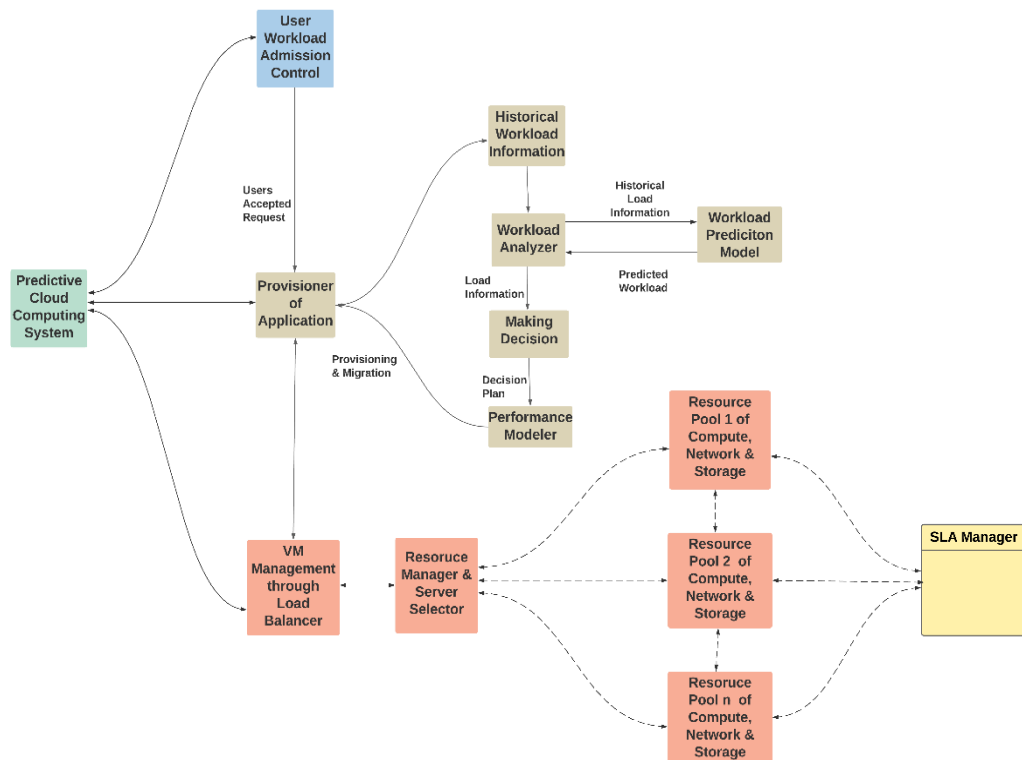 User
Workload
Admission
Control
Users
Accepted
Request
Predictive
Cloud
Computing
System
Provisioner
of
Application
Provisioning
& Migration
Historical
Workload
Information
Workload
Analyzer
Historical
Load
Information
Workload
Prediciton
Model
Predicted
Workload
Load
Information
Making
Decision
Decision
Plan
Performance
Modeler
VM
Management
through
Load
Balancer
Resoruce
Manager &
Server
Selector
Resource
Pool 1 of
Compute,
Network &
Storage
Resource
Pool 2 of
Compute,
Network &
Storage
Resoruce
Pool n of
Compute,
Network &
Storage
SLA Manager